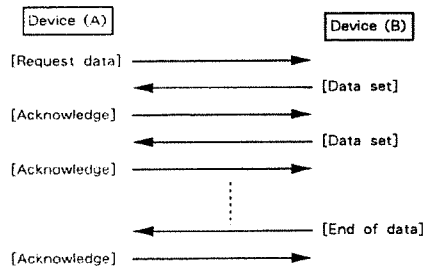 Device (A)
Device (B)
[Request data]
[Data set]
[Acknowledge]
[Data set]
[Acknowledge]
[End of data]
[Acknowledge]